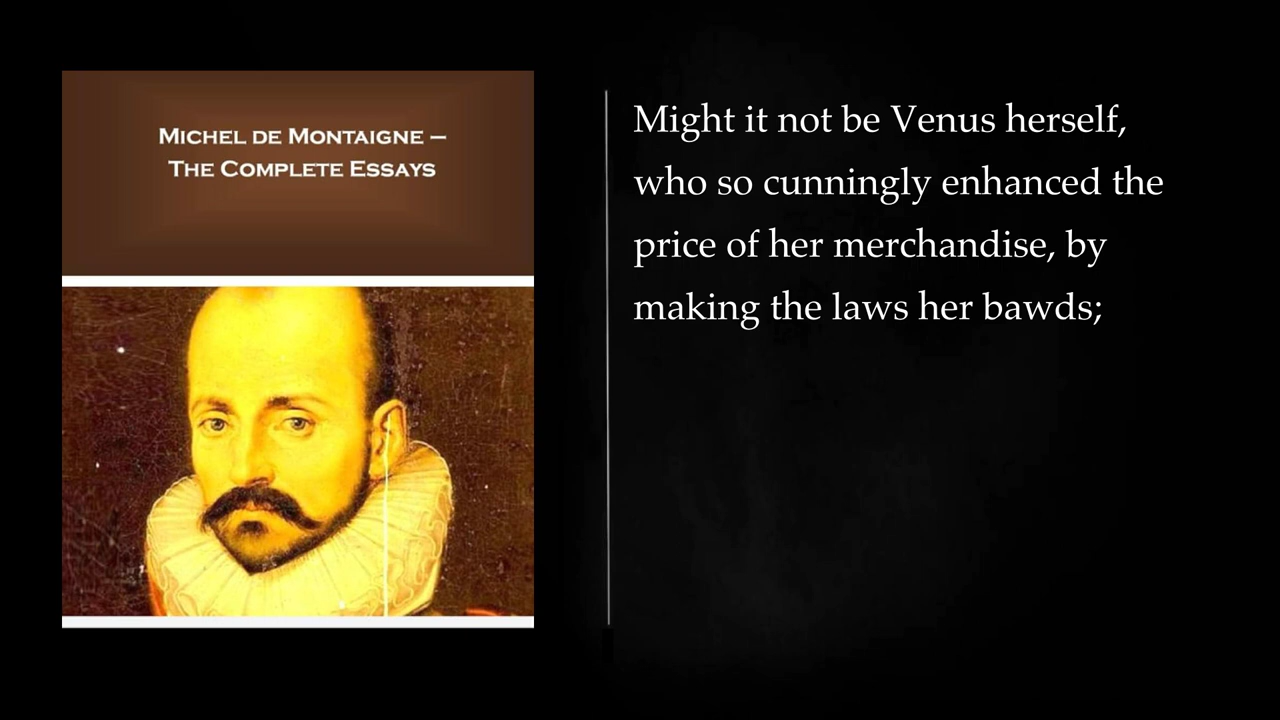 MICHEL DE MONTAIGNE –
THE COMPLETE ESSAYS
Might it not be Venus herself,
who so cunningly enhanced the
price of her merchandise, by
making the laws her bawds;